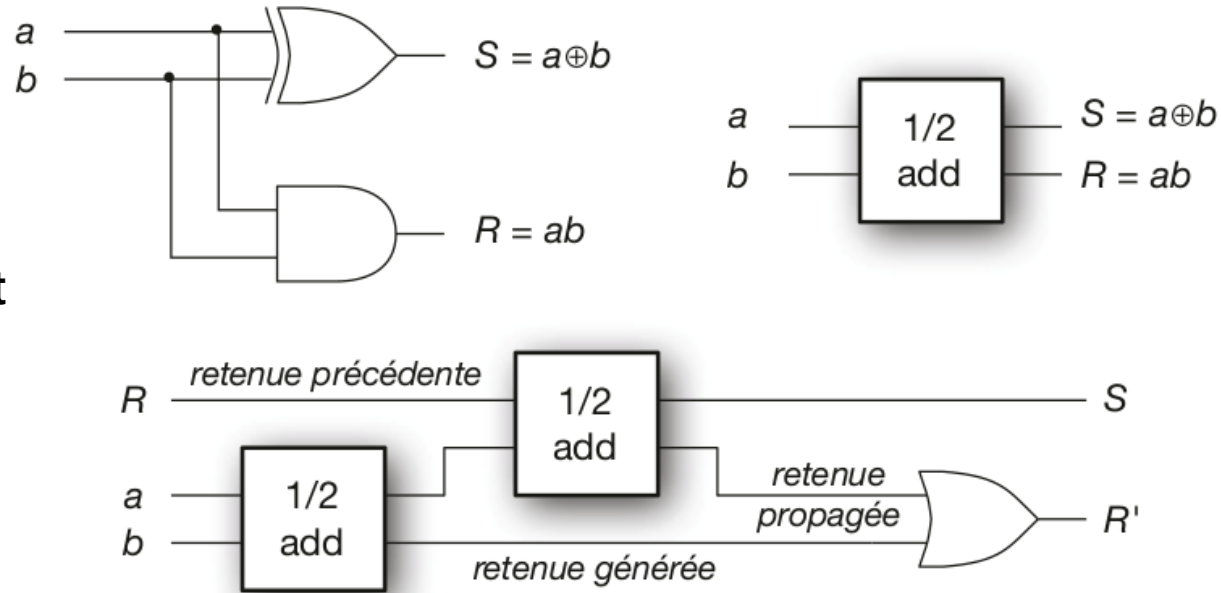 a
b
S = a⊕b
R = ab
a
b
1/2
add
S = a⊕b
R = ab
t
R
retenue précédente
1/2
add
S
a
b
1/2
add
retenue
propagée
R'
retenue générée